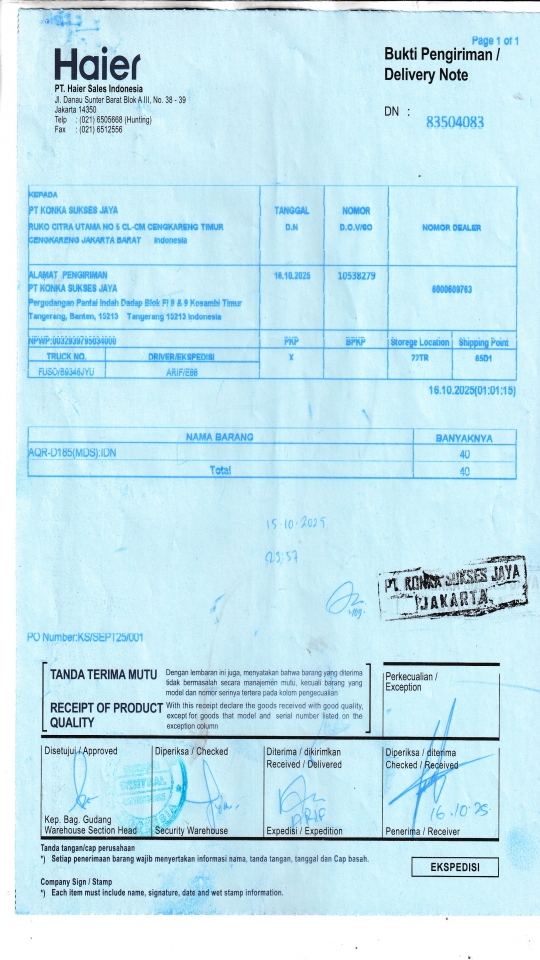 Page 1 of 1
Haier
Bukti Pengiriman /
Delivery Note
PT. Haier Sales Indonesia
Jl. Danau Sunter Barat Blok A III, No. 38 - 39
Jakarta 14350
Telp : (021) 6505668 (Hunting)
Fax : (021) 6512556
DN : 83504083
KEPADA
PT KONKA SUKSES JAYA
RUKO CITRA UTAMA NO 5 CL-CM CENGKARENG TIMUR
CENGKARENG JAKARTA BARAT Indonesia
TANGGAL
D.N
NOMOR
D.O.V/SO
NOMOR DEALER
ALAMAT PENGIRIMAN
PT KONKA SUKSES JAYA
Pergudangan Pantai Indah Dadap Blok FI 8 & 9 Kosambi Timur
Tangerang, Banten, 15213 Tangerang 15213 Indonesia
16.10.2025
10538279
6000609763
NPWP:0032939795034000
PKP
BPKP
Storege Location
Shipping Point
TRUCK NO.
DRIVER/EKSPEDISI
X
22TR
65D1
FUSO/B9346JYU
ARIF/E68
16.10.2025(01:01:15)
NAMA BARANG
BANYAKNYA
AQR-D185(MDS):IDN
40
Total
40
15.10.2025
23:57
PT. KONKA SUKSES JAYA
JAKARTA
PO Number:KS/SEPT25/001
TANDA TERIMA MUTU
Dengan lembaran ini juga, menyatakan bahwa barang yang diterima
tidak bermasalah secara manajemen mutu, kecuali barang yang
model dan nomor serinya tertera pada kolom pengecualian
RECEIPT OF PRODUCT
QUALITY
With this receipt declare the goods received with good quality,
except for goods that model and serial number listed on the
exception column
Perkecualian /
Exception
Disetujui / Approved
Diperiksa / Checked
Diterima / dikirimkan
Received / Delivered
Diperiksa / diterima
Checked / Received
ARIF
16.10.25
Kep. Bag. Gudang
Warehouse Section Head
Security Warehouse
Expedisi / Expedition
Penerima / Receiver
Tanda tangan/cap perusahaan
*) Setiap penerimaan barang wajib menyertakan informasi nama, tanda tangan, tanggal dan Cap basah.
EKSPEDISI
Company Sign / Stamp
*) Each item must include name, signature, date and wet stamp information.